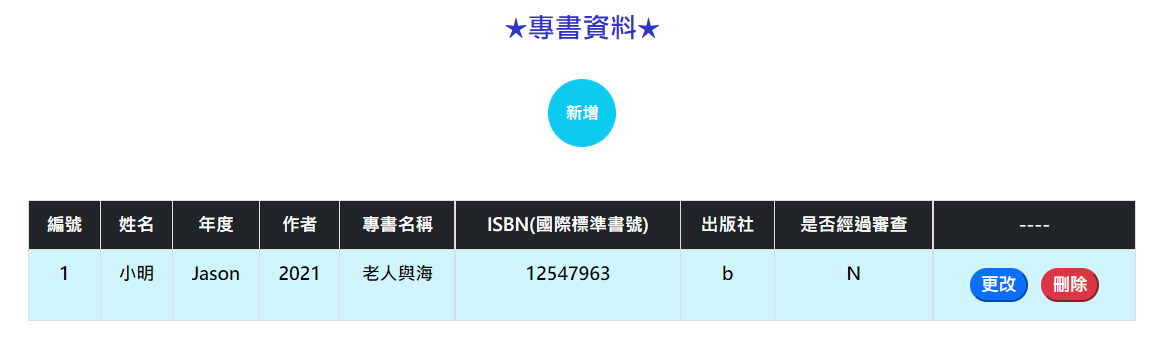 ★專書資料★
新增
編號 姓名 年度 作者 專書名稱 ISBN(國際標準書號) 出版社 是否經過審查 ----
1 小明 Jason 2021 老人與海 12547963 b N 更改 刪除